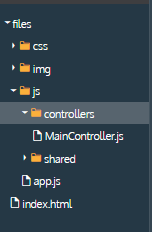 files
css
img
js
controllers
MainController.js
shared
app.js
index.html